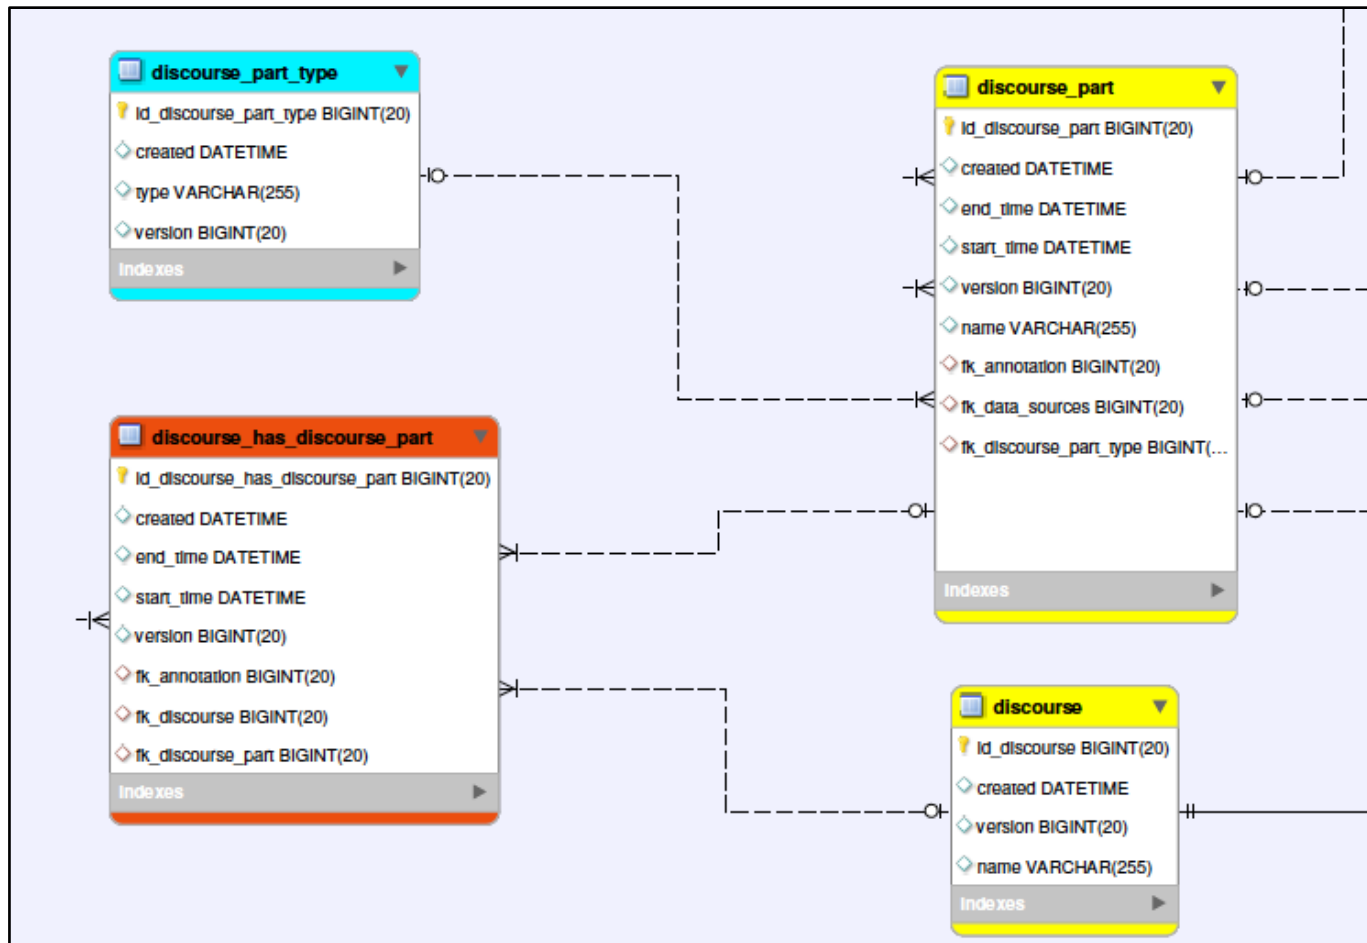 discourse_part_type
id_discourse_part_type BIGINT(20)
created DATETIME
type VARCHAR(255)
version BIGINT(20)
Indexes
discourse_part
id_discourse_part BIGINT(20)
created DATETIME
end_time DATETIME
start_time DATETIME
version BIGINT(20)
name VARCHAR(255)
fk_annotation BIGINT(20)
fk_data_sources BIGINT(20)
fk_discourse_part_type BIGINT(...
Indexes
discourse_has_discourse_part
id_discourse_has_discourse_part BIGINT(20)
created DATETIME
end_time DATETIME
start_time DATETIME
version BIGINT(20)
fk_annotation BIGINT(20)
fk_discourse BIGINT(20)
fk_discourse_part BIGINT(20)
Indexes
discourse
id_discourse BIGINT(20)
created DATETIME
version BIGINT(20)
name VARCHAR(255)
Indexes